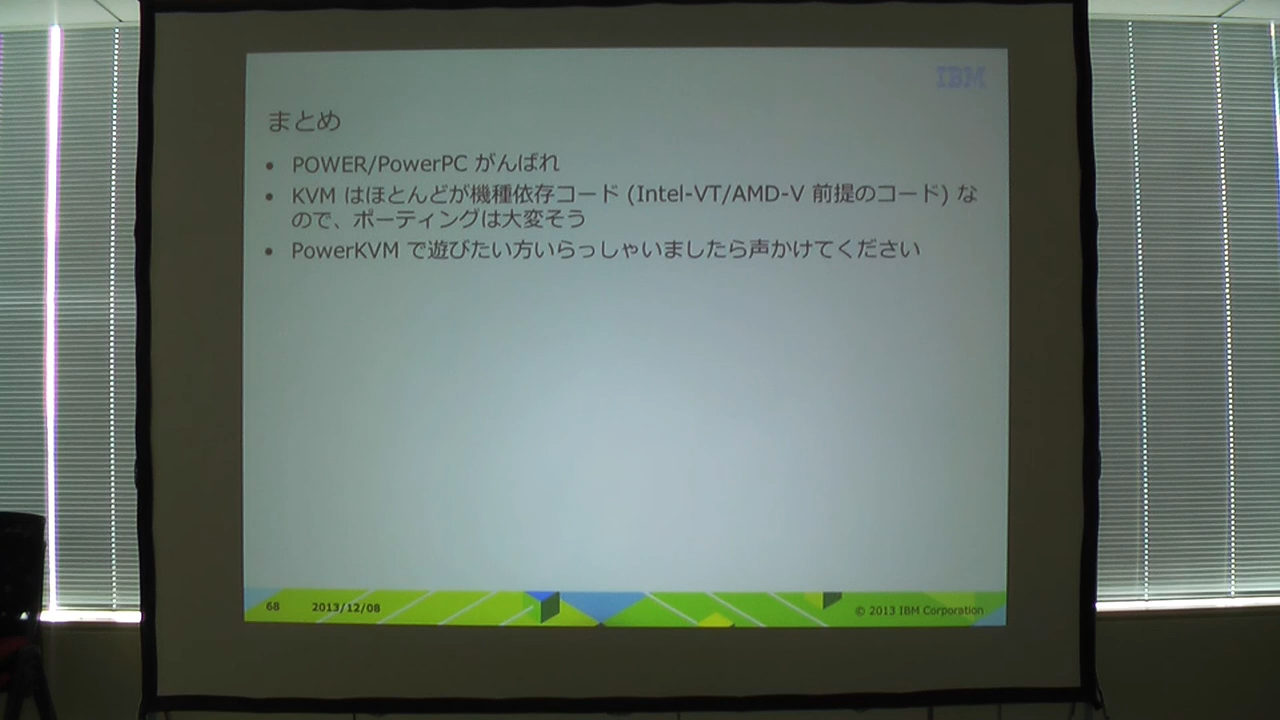 IBM
まとめ
• POWER/PowerPC がんばれ
• KVM はほとんどが機種依存コード (Intel-VT/AMD-V 前提のコード) な
ので、ポーティングは大変そう
• PowerKVM で遊びたい方いらっしゃいましたら声かけてください
68 2013/12/08 © 2013 IBM Corporation